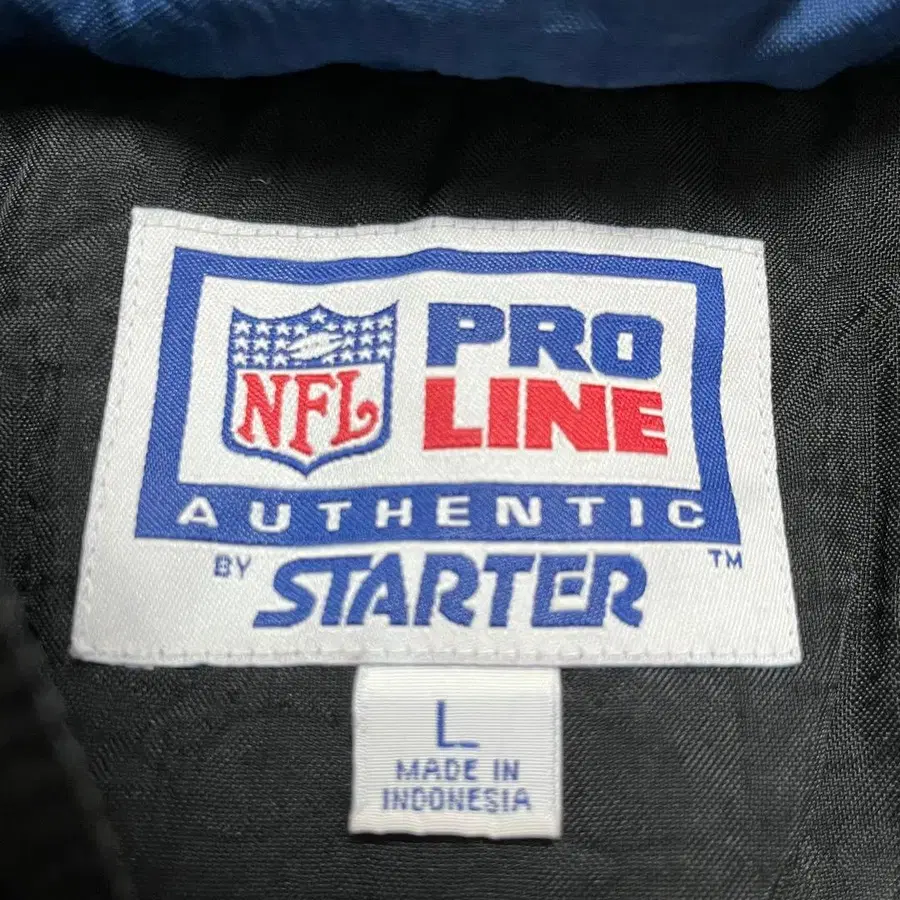 NFL
PRO
LINE
AUTHENTIC
BY STARTER ™
L
MADE IN
INDONESIA